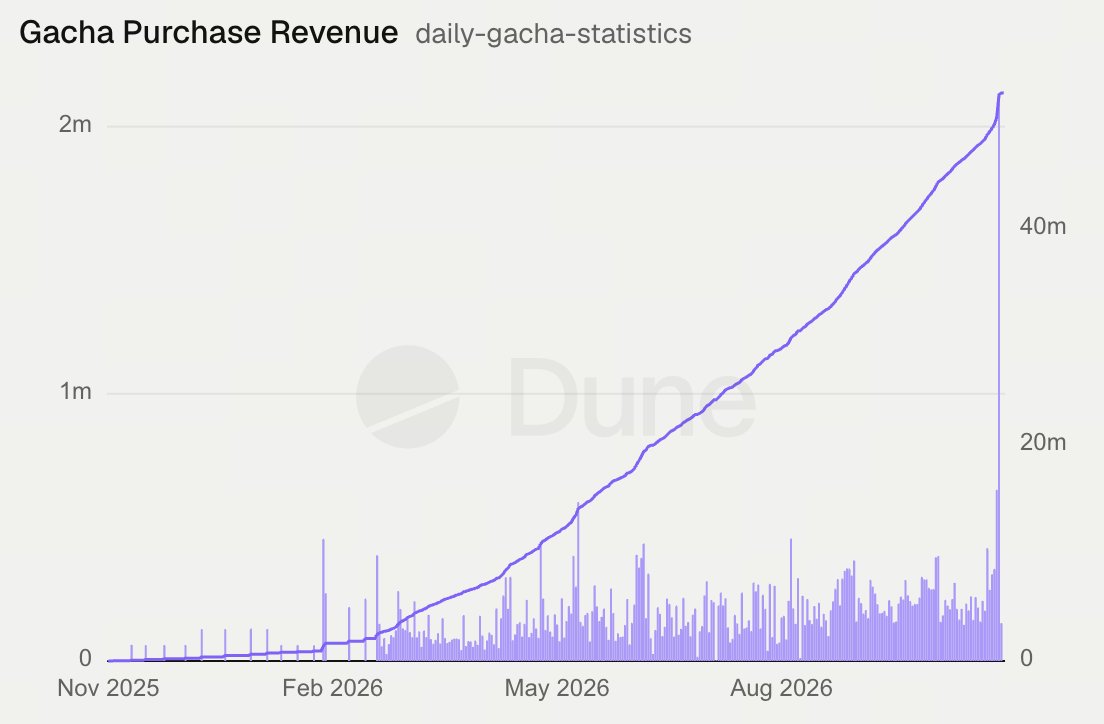 Gacha Purchase Revenue daily-gacha-statistics
2m
40m
1m
20m
0
0
Nov 2025 Feb 2026 May 2026 Aug 2026
Dune